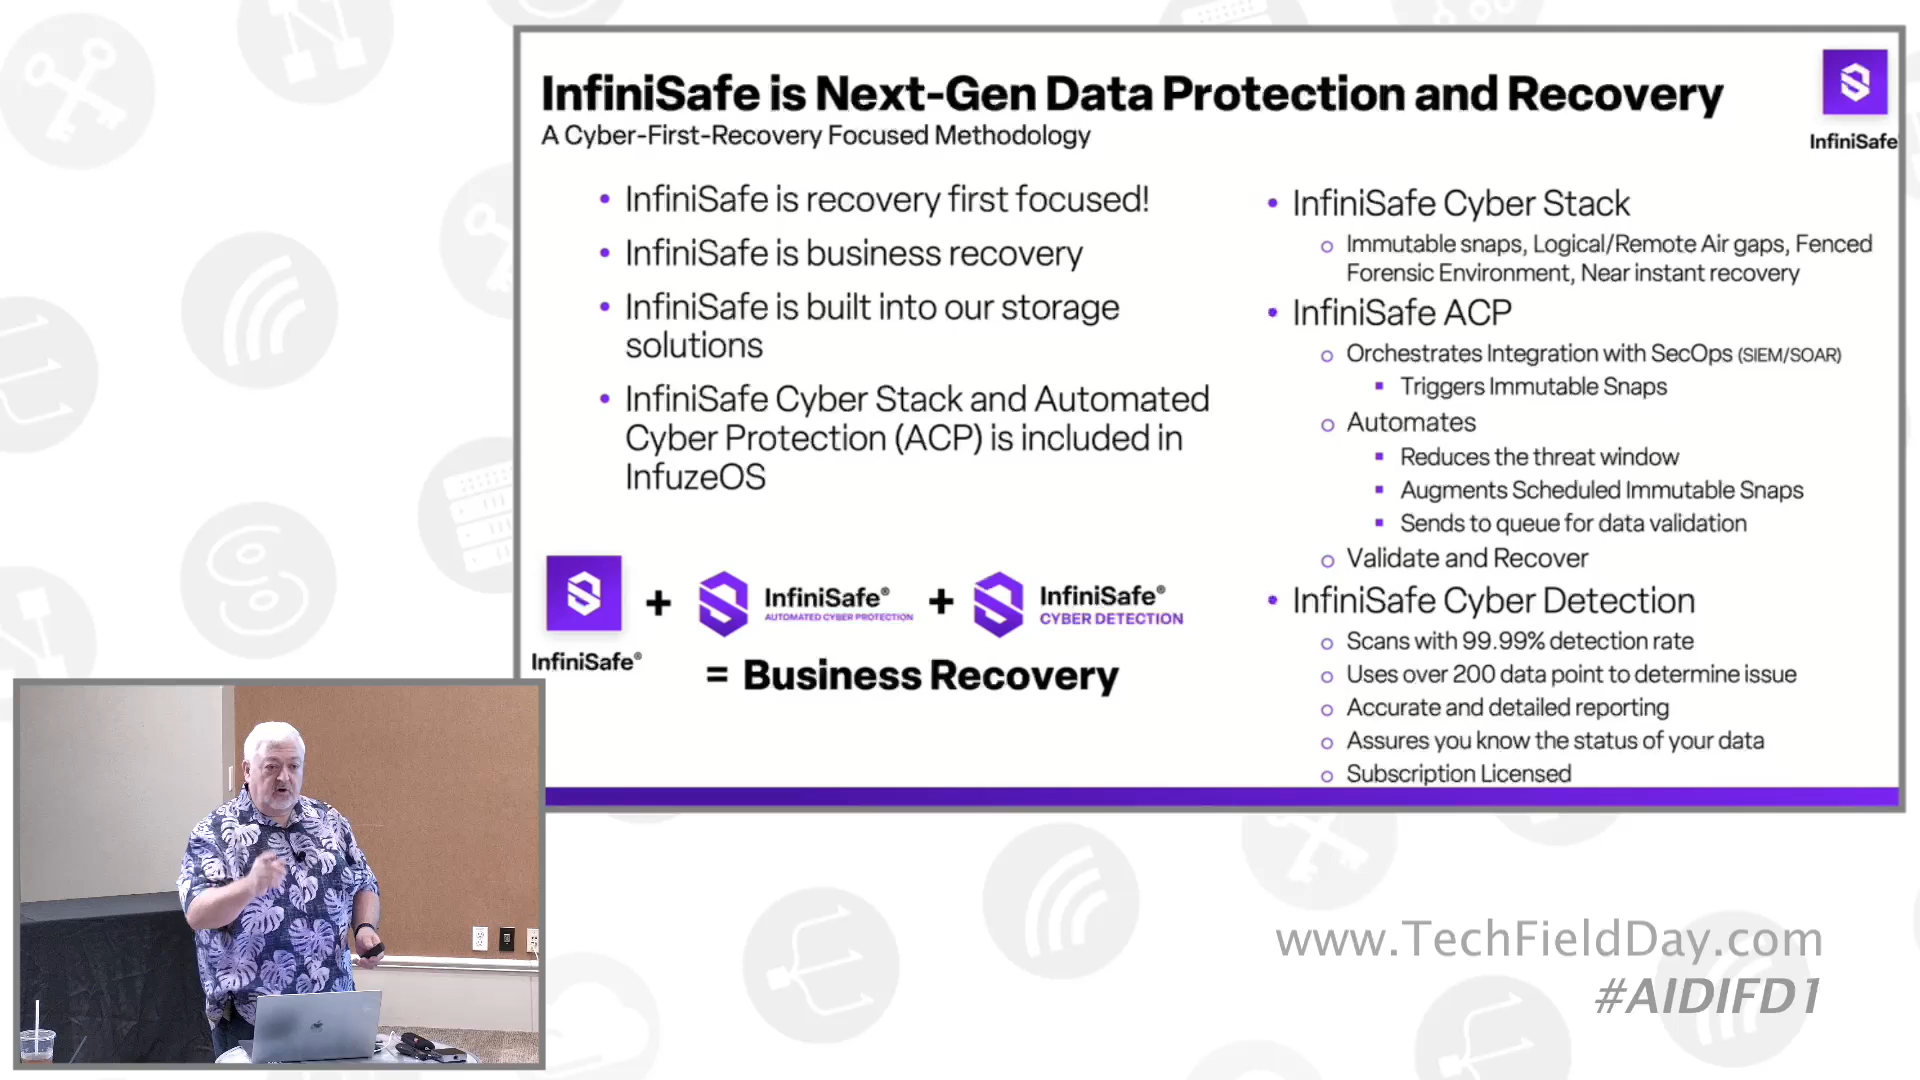 InfiniSafe is Next-Gen Data Protection and Recovery
A Cyber-First-Recovery Focused Methodology
InfiniSafe
• InfiniSafe is recovery first focused!
• InfiniSafe is business recovery
• InfiniSafe is built into our storage
solutions
• InfiniSafe Cyber Stack and Automated
Cyber Protection (ACP) is included in
InfuzeOS
InfiniSafe®
+
InfiniSafe®
AUTOMATED CYBER PROTECTION
+
InfiniSafe®
CYBER DETECTION
= Business Recovery
• InfiniSafe Cyber Stack
o Immutable snaps, Logical/Remote Air gaps, Fenced
Forensic Environment, Near instant recovery
• InfiniSafe ACP
o Orchestrates Integration with SecOps (SIEM/SOAR)
▪ Triggers Immutable Snaps
o Automates
▪ Reduces the threat window
▪ Augments Scheduled Immutable Snaps
▪ Sends to queue for data validation
o Validate and Recover
• InfiniSafe Cyber Detection
o Scans with 99.99% detection rate
o Uses over 200 data point to determine issue
o Accurate and detailed reporting
o Assures you know the status of your data
o Subscription Licensed
www.TechFieldDay.com
#AIDIFD1